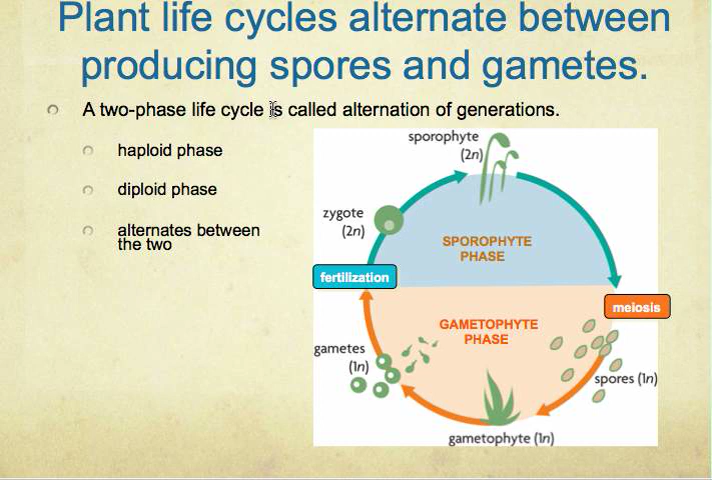 Plant life cycles alternate between
producing spores and gametes.
A two-phase life cycle is called alternation of generations.
haploid phase
diploid phase
alternates between
the two
sporophyte
(2n)
zygote
(2n)
SPOROPHYTE
PHASE
fertilization
meiosis
GAMETOPHYTE
PHASE
gametes
(1n)
spores (1n)
gametophyte (1n)